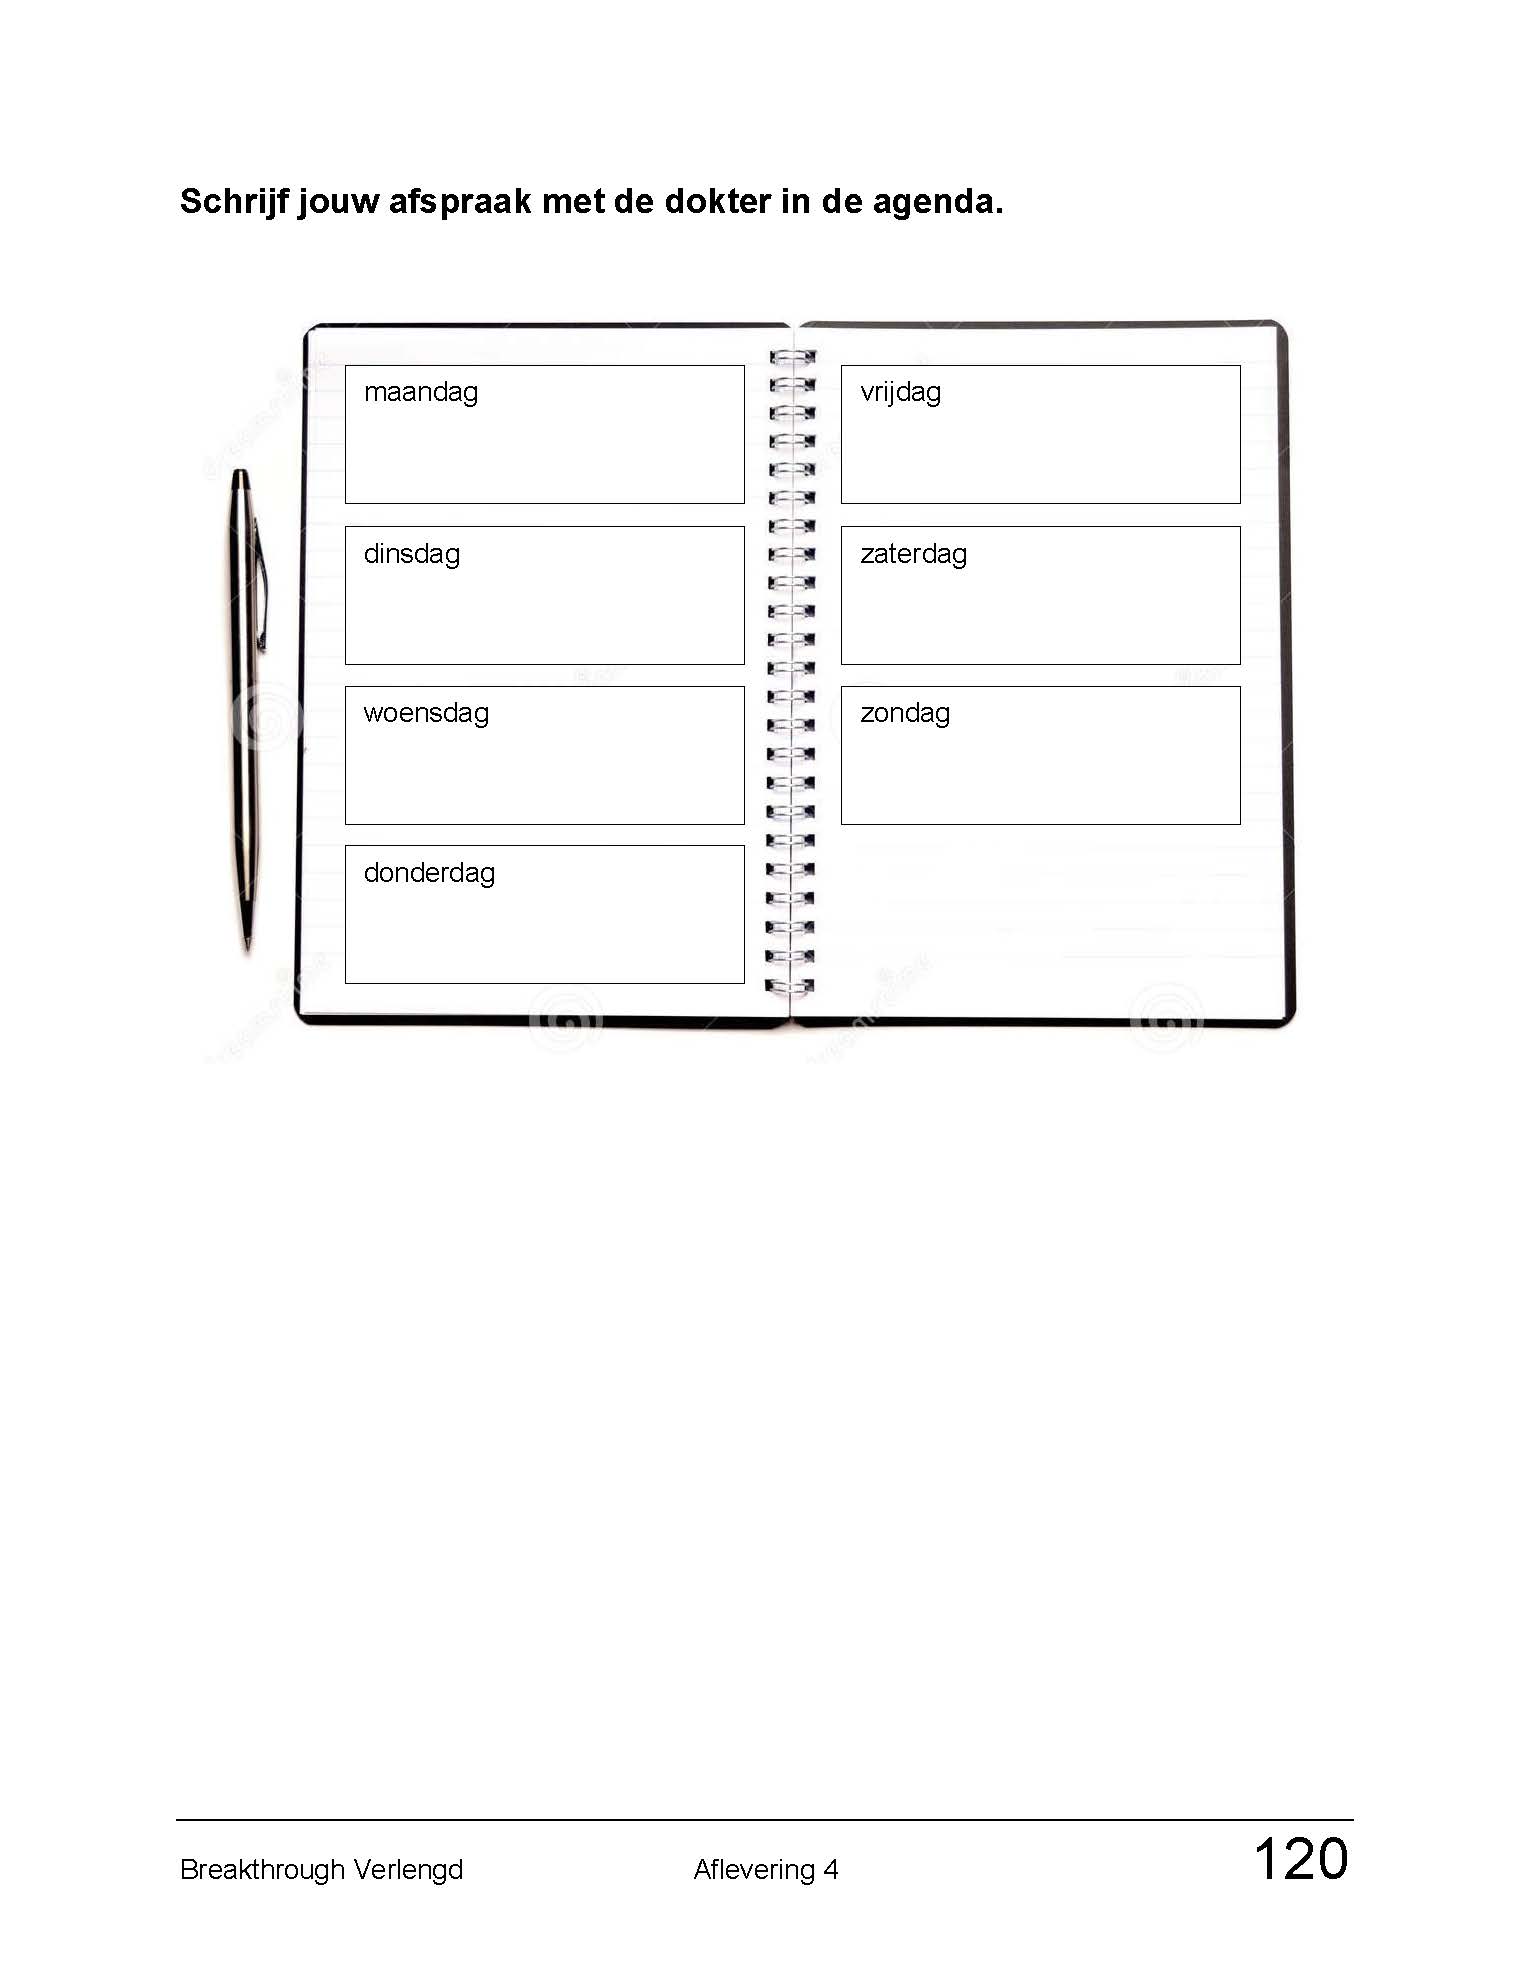 Schrijf jouw afspraak met de dokter in de agenda.
maandag
dinsdag
woensdag
donderdag
vrijdag
zaterdag
zondag
Breakthrough Verlengd Aflevering 4 120